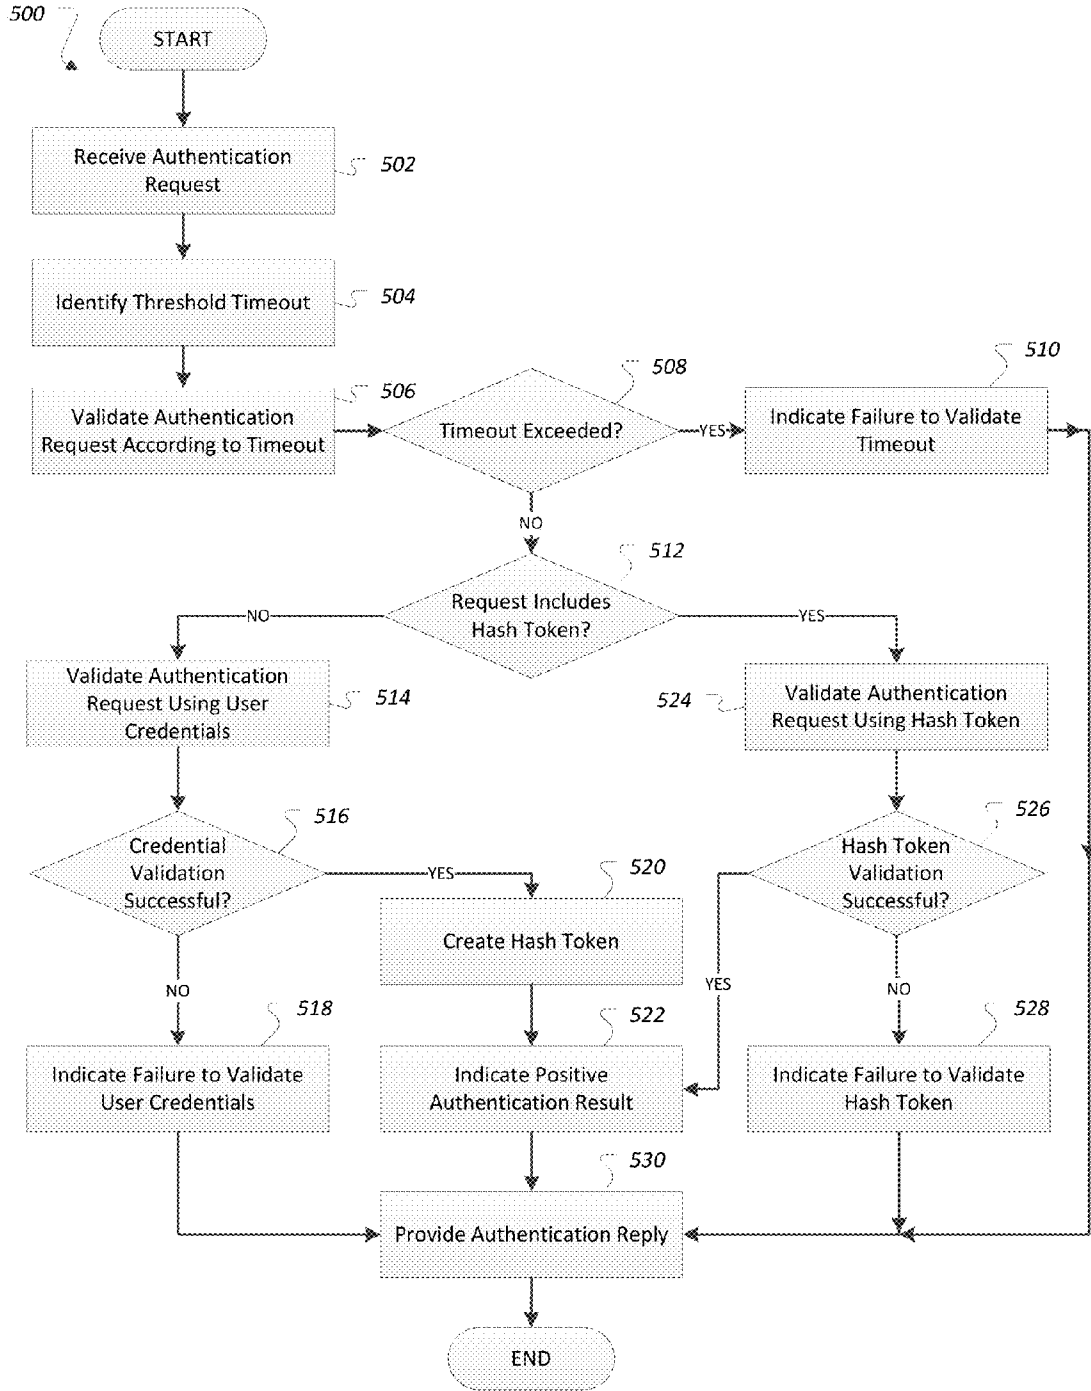 500
START
Receive Authentication
Request
502
Identify Threshold Timeout
504
Validate Authentication
Request According to Timeout
506
Timeout Exceeded?
508
YES
Indicate Failure to Validate
Timeout
510
NO
Request Includes
Hash Token?
512
NO
YES
Validate Authentication
Request Using User
Credentials
514
524
Validate Authentication
Request Using Hash Token
Credential
Validation
Successful?
516
YES
520
Create Hash Token
Hash Token
Validation
Successful?
526
NO
YES
NO
518
Indicate Failure to Validate
User Credentials
522
Indicate Positive
Authentication Result
528
Indicate Failure to Validate
Hash Token
530
Provide Authentication Reply
END